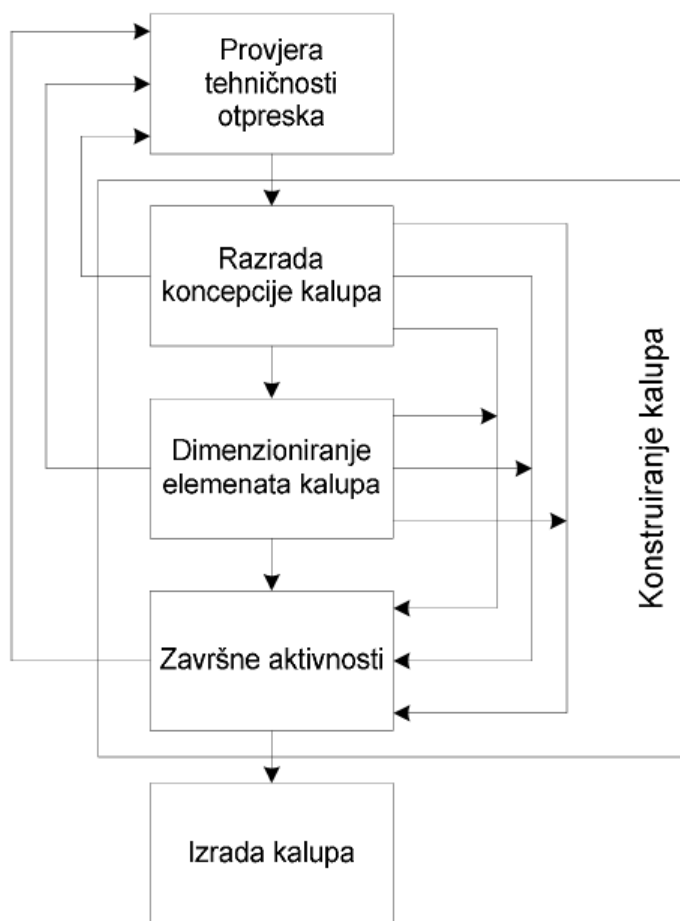 Provjera
tehničnosti
otpreska
Razrada
koncepcije kalupa
Dimenzioniranje
elemenata kalupa
Završne aktivnosti
Izrada kalupa
Konstruiranje kalupa